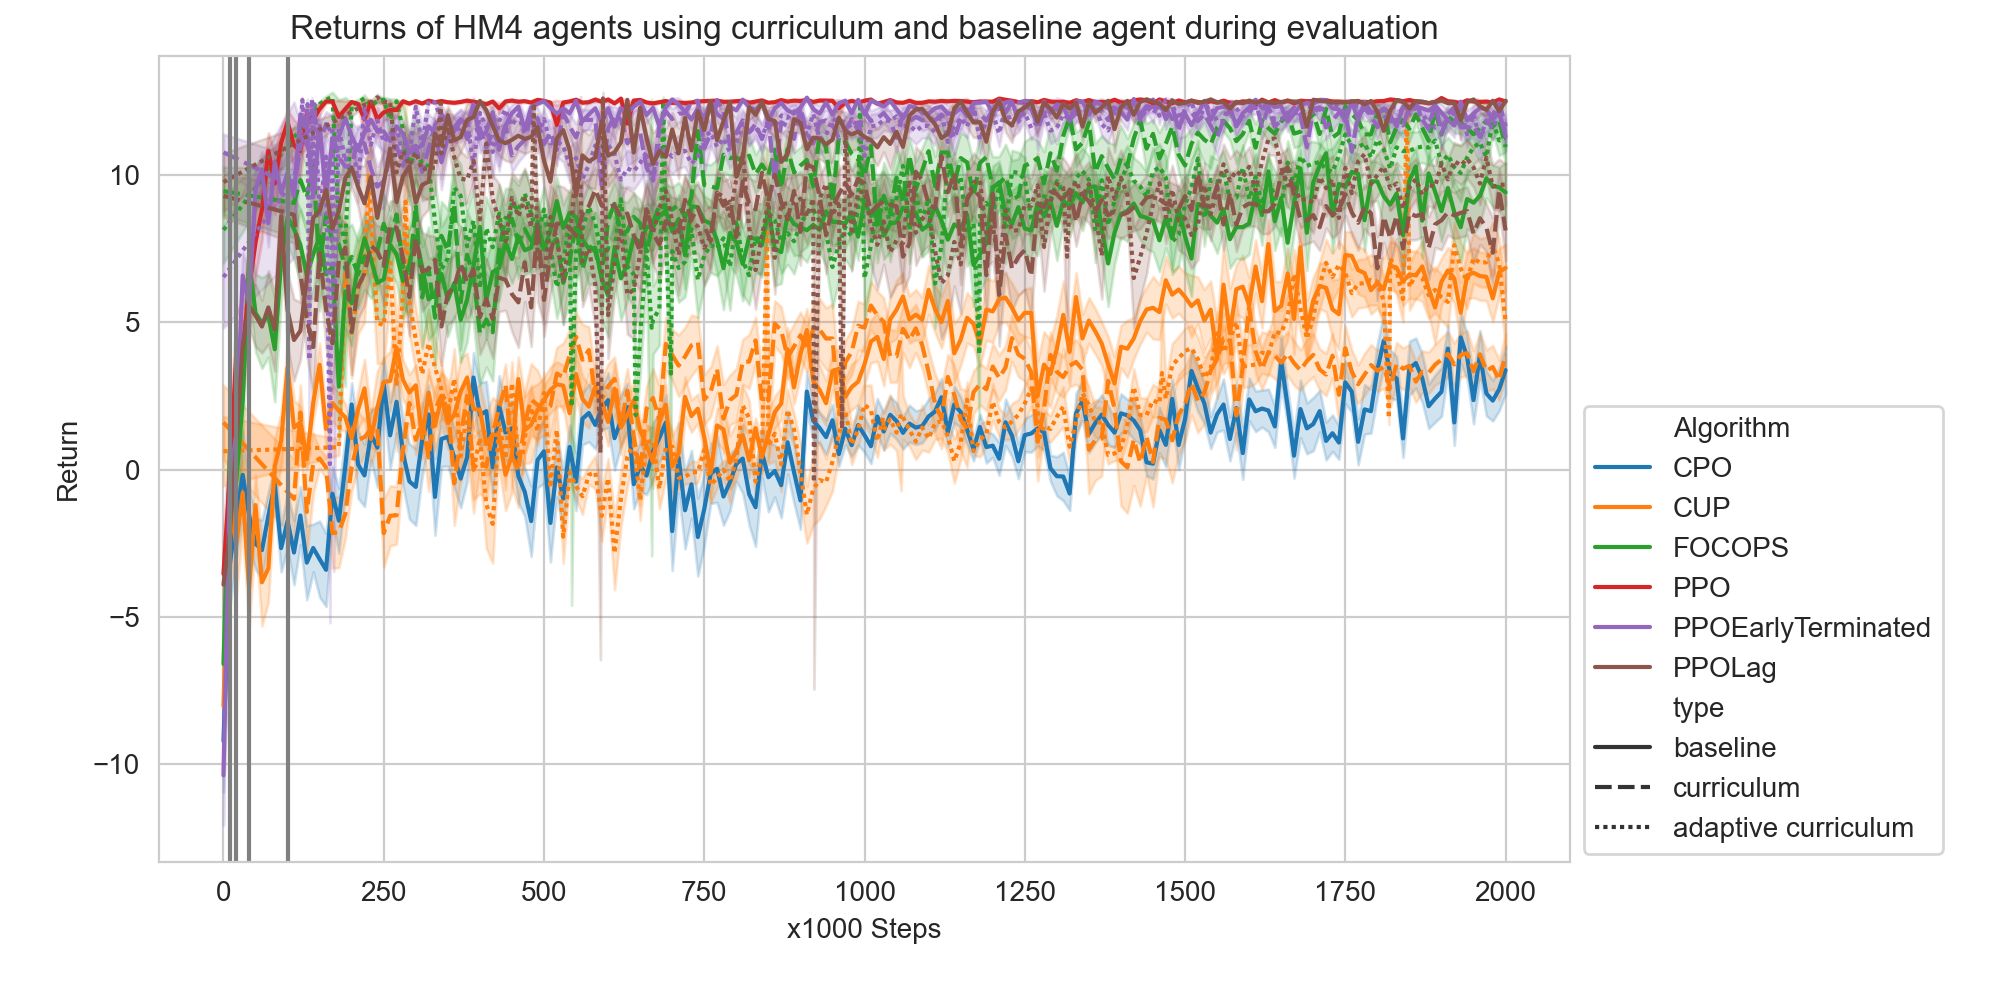 Returns of HM4 agents using curriculum and baseline agent during evaluation
Return
10
5
0
−5
−10
0 250 500 750 1000 1250 1500 1750 2000
x1000 Steps
Algorithm
CPO
CUP
FOCOPS
PPO
PPOEarlyTerminated
PPOLag
type
baseline
curriculum
adaptive curriculum